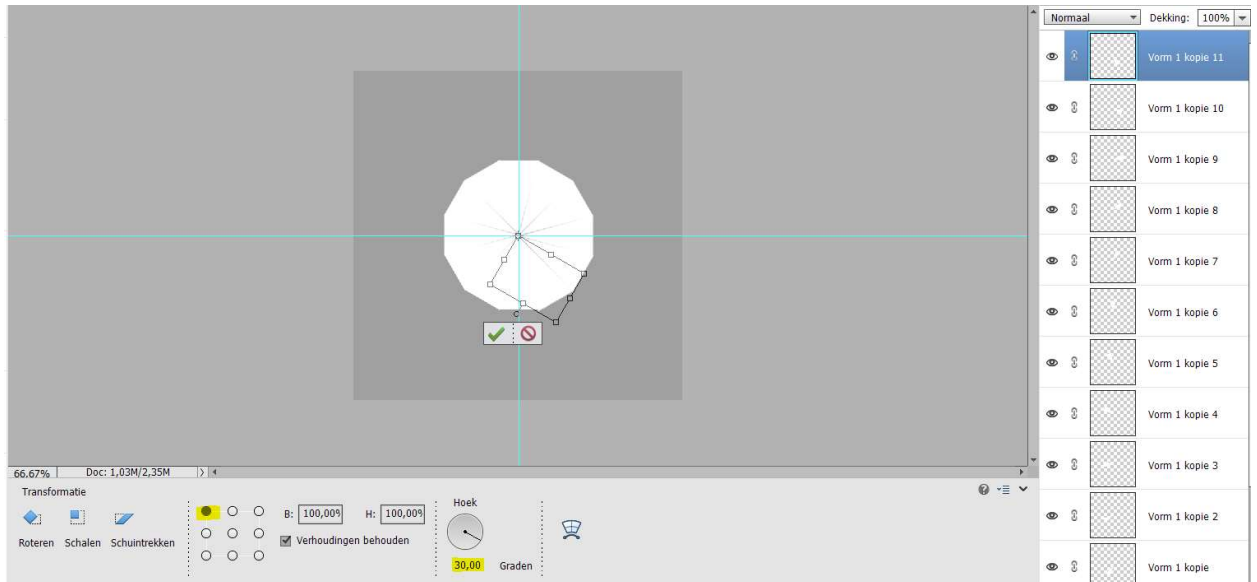 Normaal Dekking: 100%
Vorm 1 kopie 11
Vorm 1 kopie 10
Vorm 1 kopie 9
Vorm 1 kopie 8
Vorm 1 kopie 7
Vorm 1 kopie 6
Vorm 1 kopie 5
Vorm 1 kopie 4
Vorm 1 kopie 3
Vorm 1 kopie 2
Vorm 1 kopie
66,67% Doc: 1,03M/2,35M
Transformatie
Roteren Schalen Schuintrekken
B: 100,00% H: 100,00%
Verhoudingen behouden
Hoek
30,00 Graden